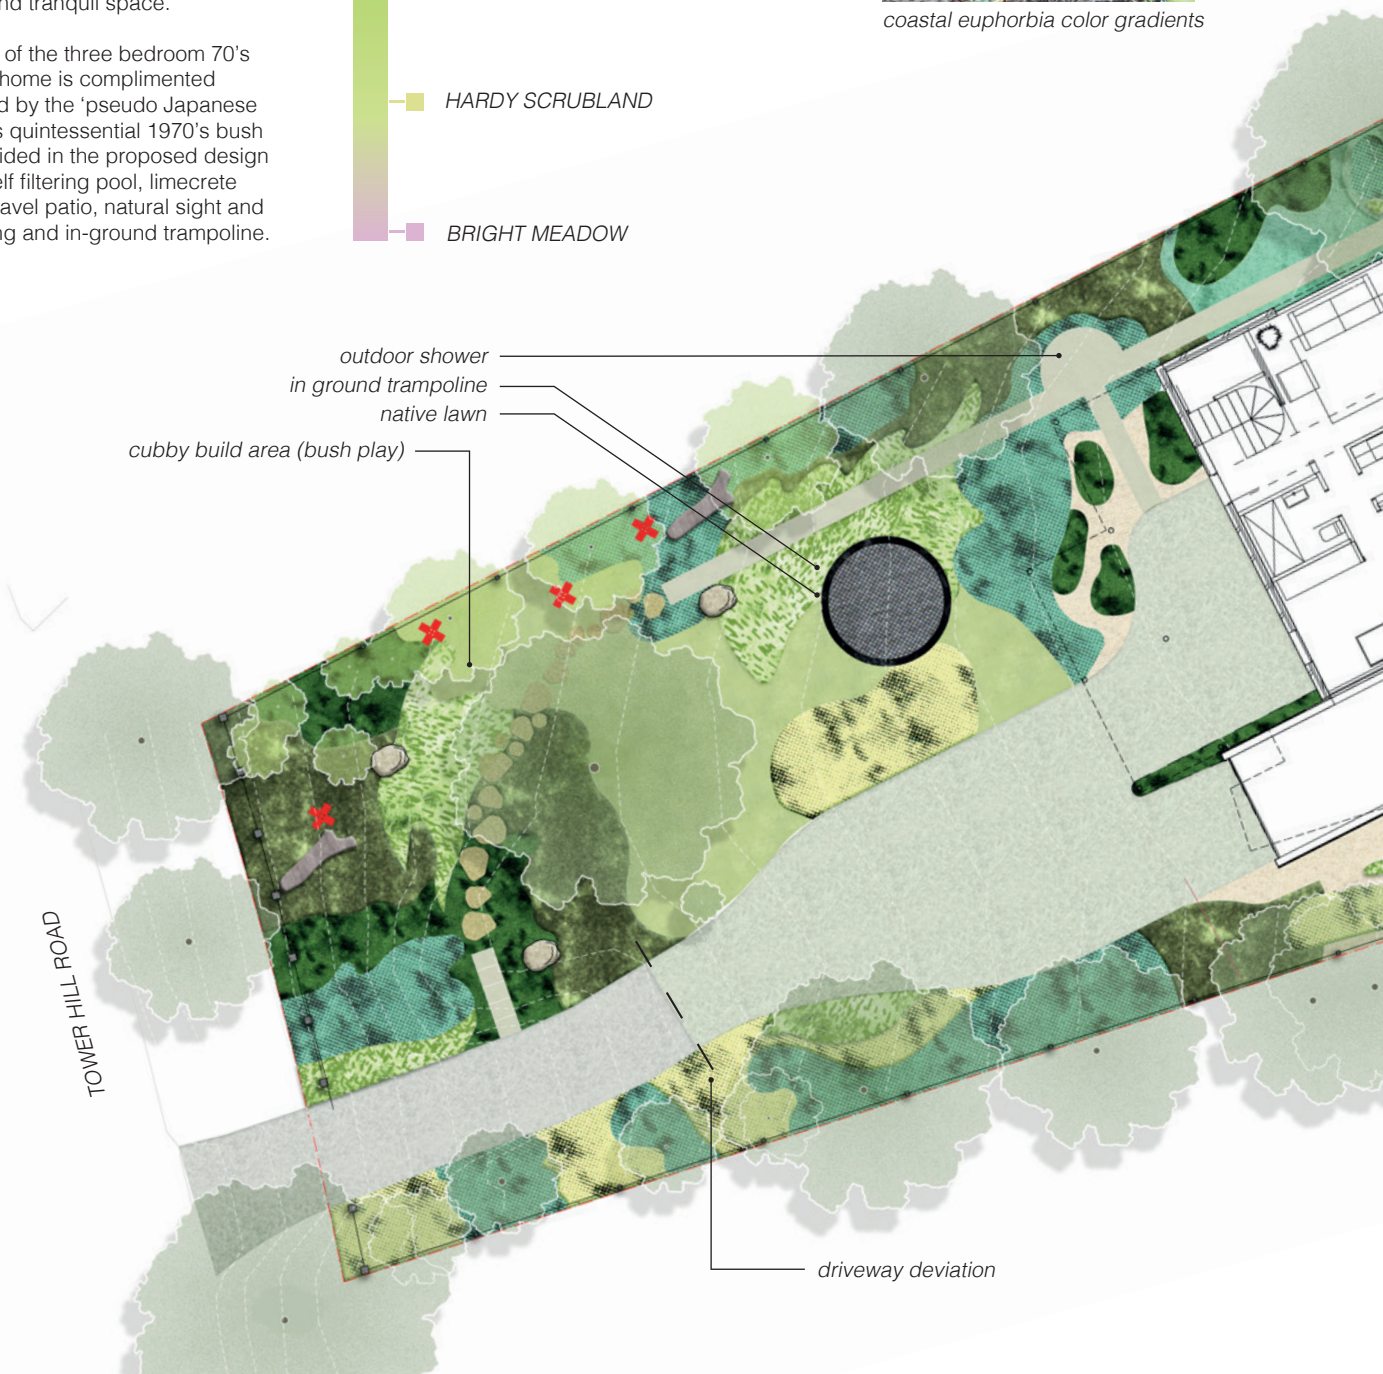 nd tranquil space.
of the three bedroom 70's
home is complimented
d by the 'pseudo Japanese
s quintessential 1970's bush
ided in the proposed design
elf filtering pool, limecrete
avel patio, natural sight and
ng and in-ground trampoline.
coastal euphorbia color gradients
HARDY SCRUBLAND
BRIGHT MEADOW
outdoor shower
in ground trampoline
native lawn
cubby build area (bush play)
TOWER HILL ROAD
driveway deviation